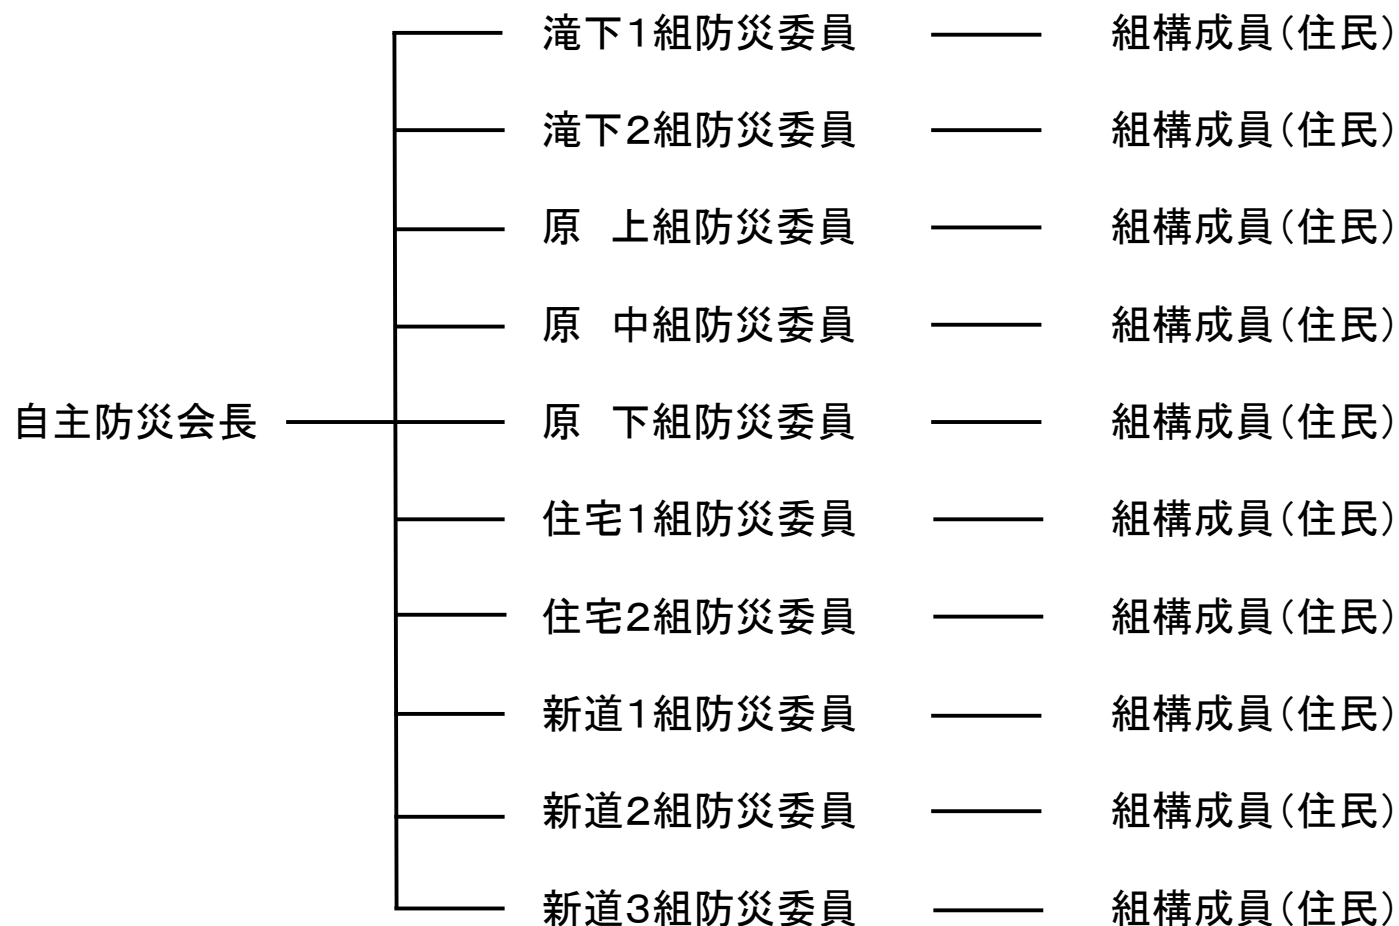 滝下1組防災委員 組構成員(住民)
滝下2組防災委員 組構成員(住民)
原　上組防災委員 組構成員(住民)
原　中組防災委員 組構成員(住民)
自主防災会長 原　下組防災委員 組構成員(住民)
住宅1組防災委員 組構成員(住民)
住宅2組防災委員 組構成員(住民)
新道1組防災委員 組構成員(住民)
新道2組防災委員 組構成員(住民)
新道3組防災委員 組構成員(住民)